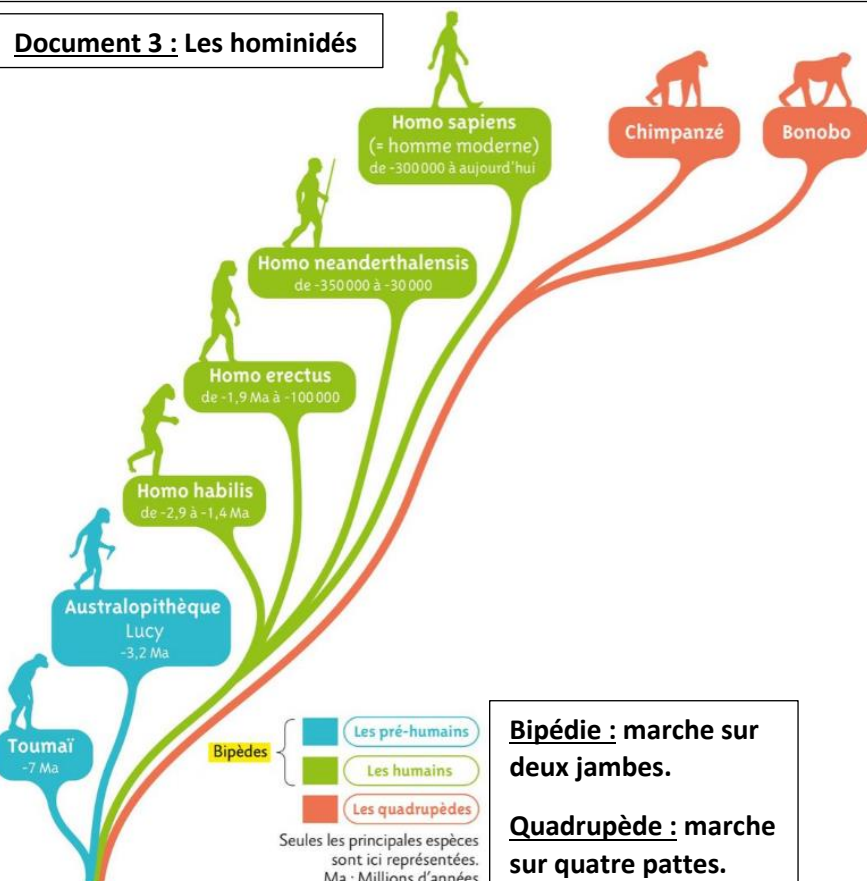 Document 3 : Les hominidés
Homo sapiens
(= homme moderne)
de -300 000 à aujourd'hui
Chimpanzé
Bonobo
Homo neanderthalensis
de -350 000 à -30 000
Homo erectus
de -1,9 Ma à -100 000
Homo habilis
de -2,9 à -1,4 Ma
Australopithèque
Lucy
-3,2 Ma
Toumaï
-7 Ma
Bipèdes
Les pré-humains
Les humains
Les quadrupèdes
Seules les principales espèces
sont ici représentées.
Ma : Millions d'années
Bipédie : marche sur
deux jambes.
Quadrupède : marche
sur quatre pattes.